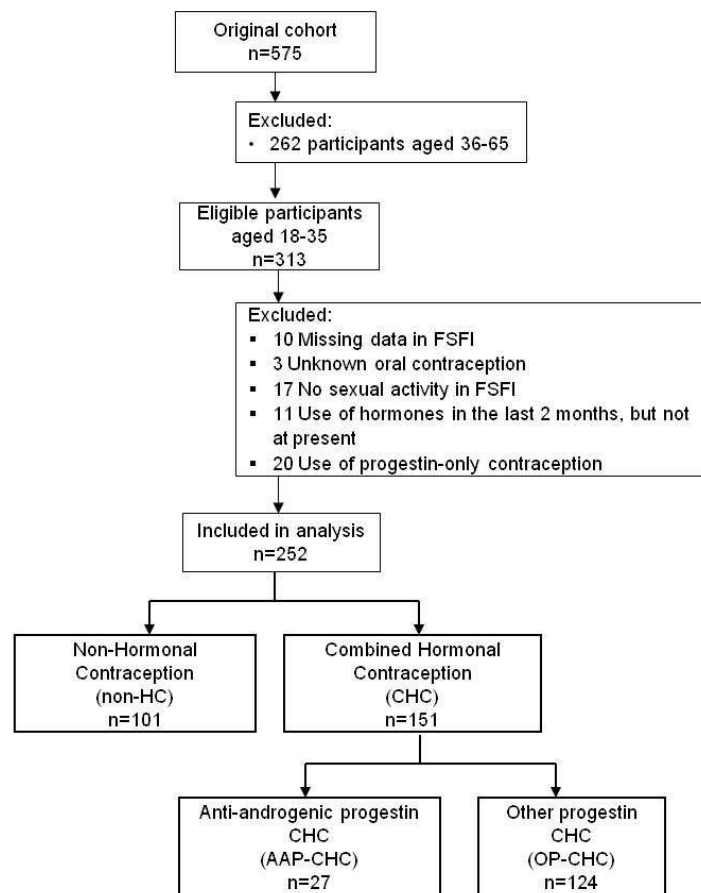 Original cohort
n=575
Excluded:
• 262 participants aged 36-65
Eligible participants
aged 18-35
n=313
Excluded:
▪ 10 Missing data in FSFI
▪ 3 Unknown oral contraception
▪ 17 No sexual activity in FSFI
▪ 11 Use of hormones in the last 2 months, but not
at present
▪ 20 Use of progestin-only contraception
Included in analysis
n=252
Non-Hormonal
Contraception
(non-HC)
n=101
Combined Hormonal
Contraception
(CHC)
n=151
Anti-androgenic progestin
CHC
(AAP-CHC)
n=27
Other progestin
CHC
(OP-CHC)
n=124